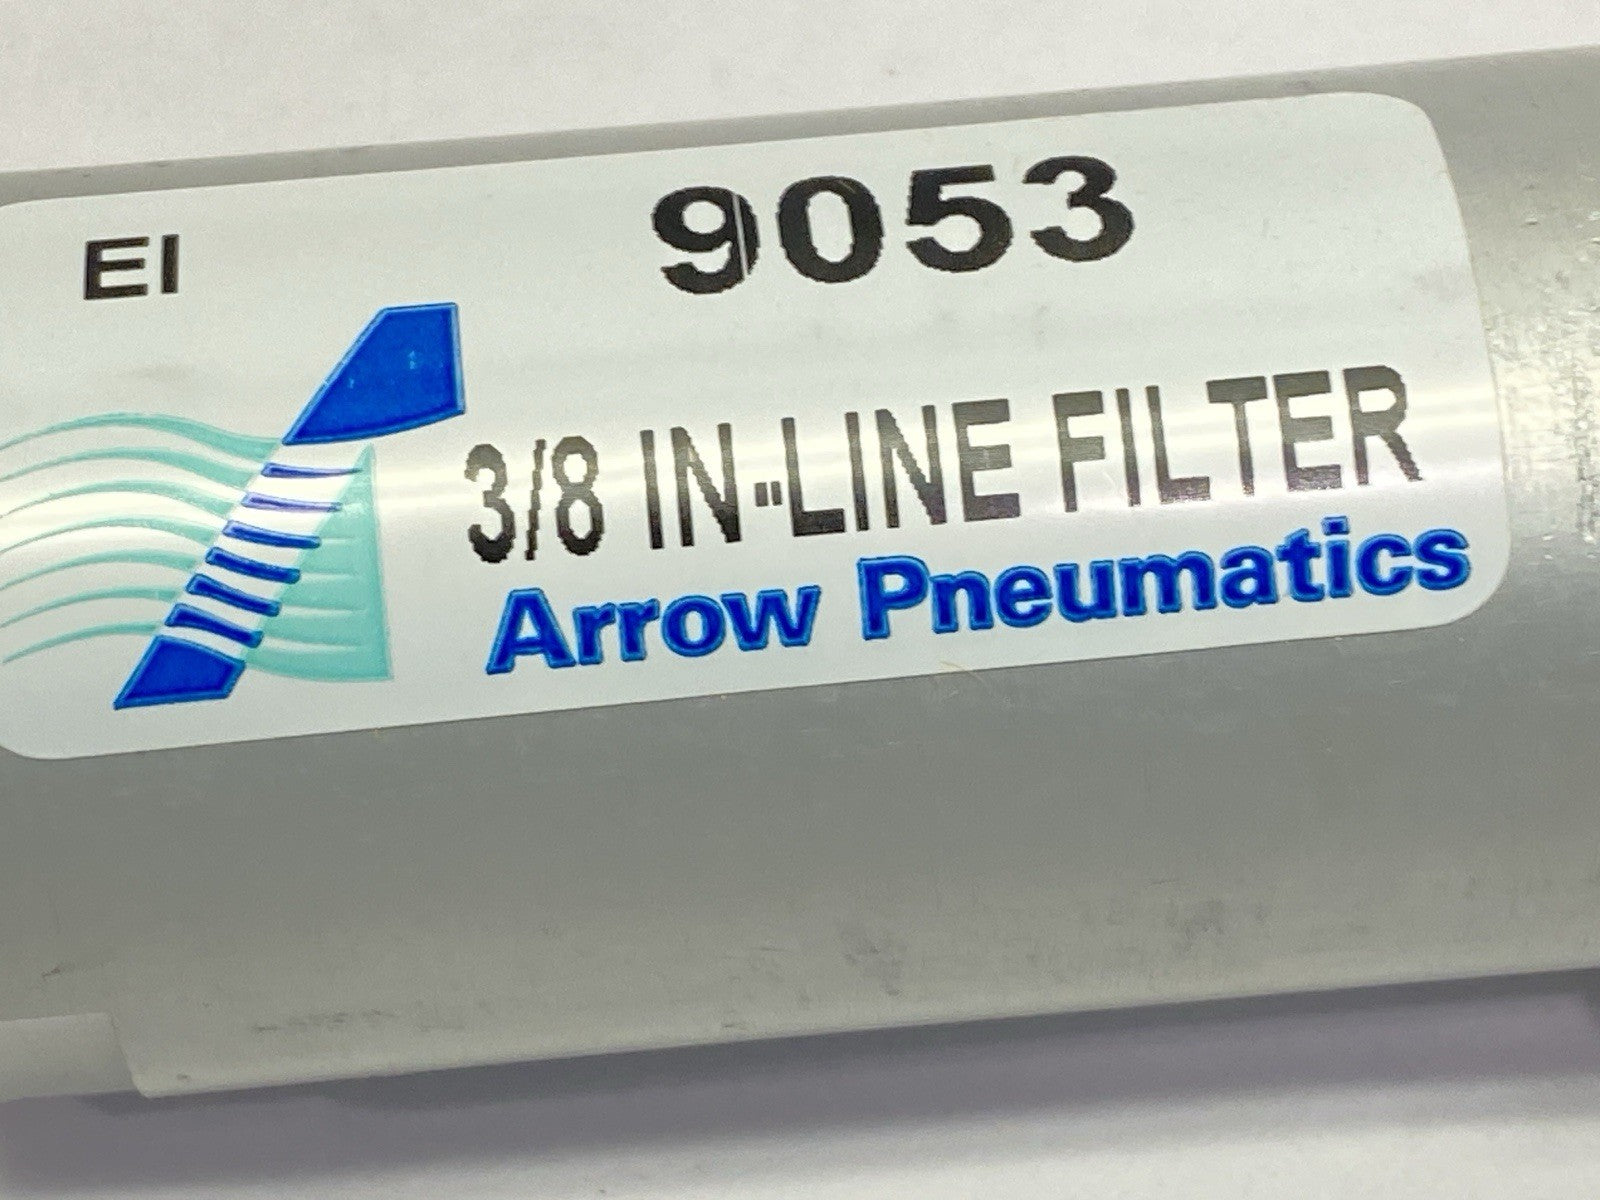 EI
9053
3/8 IN-LINE FILTER
Arrow Pneumatics